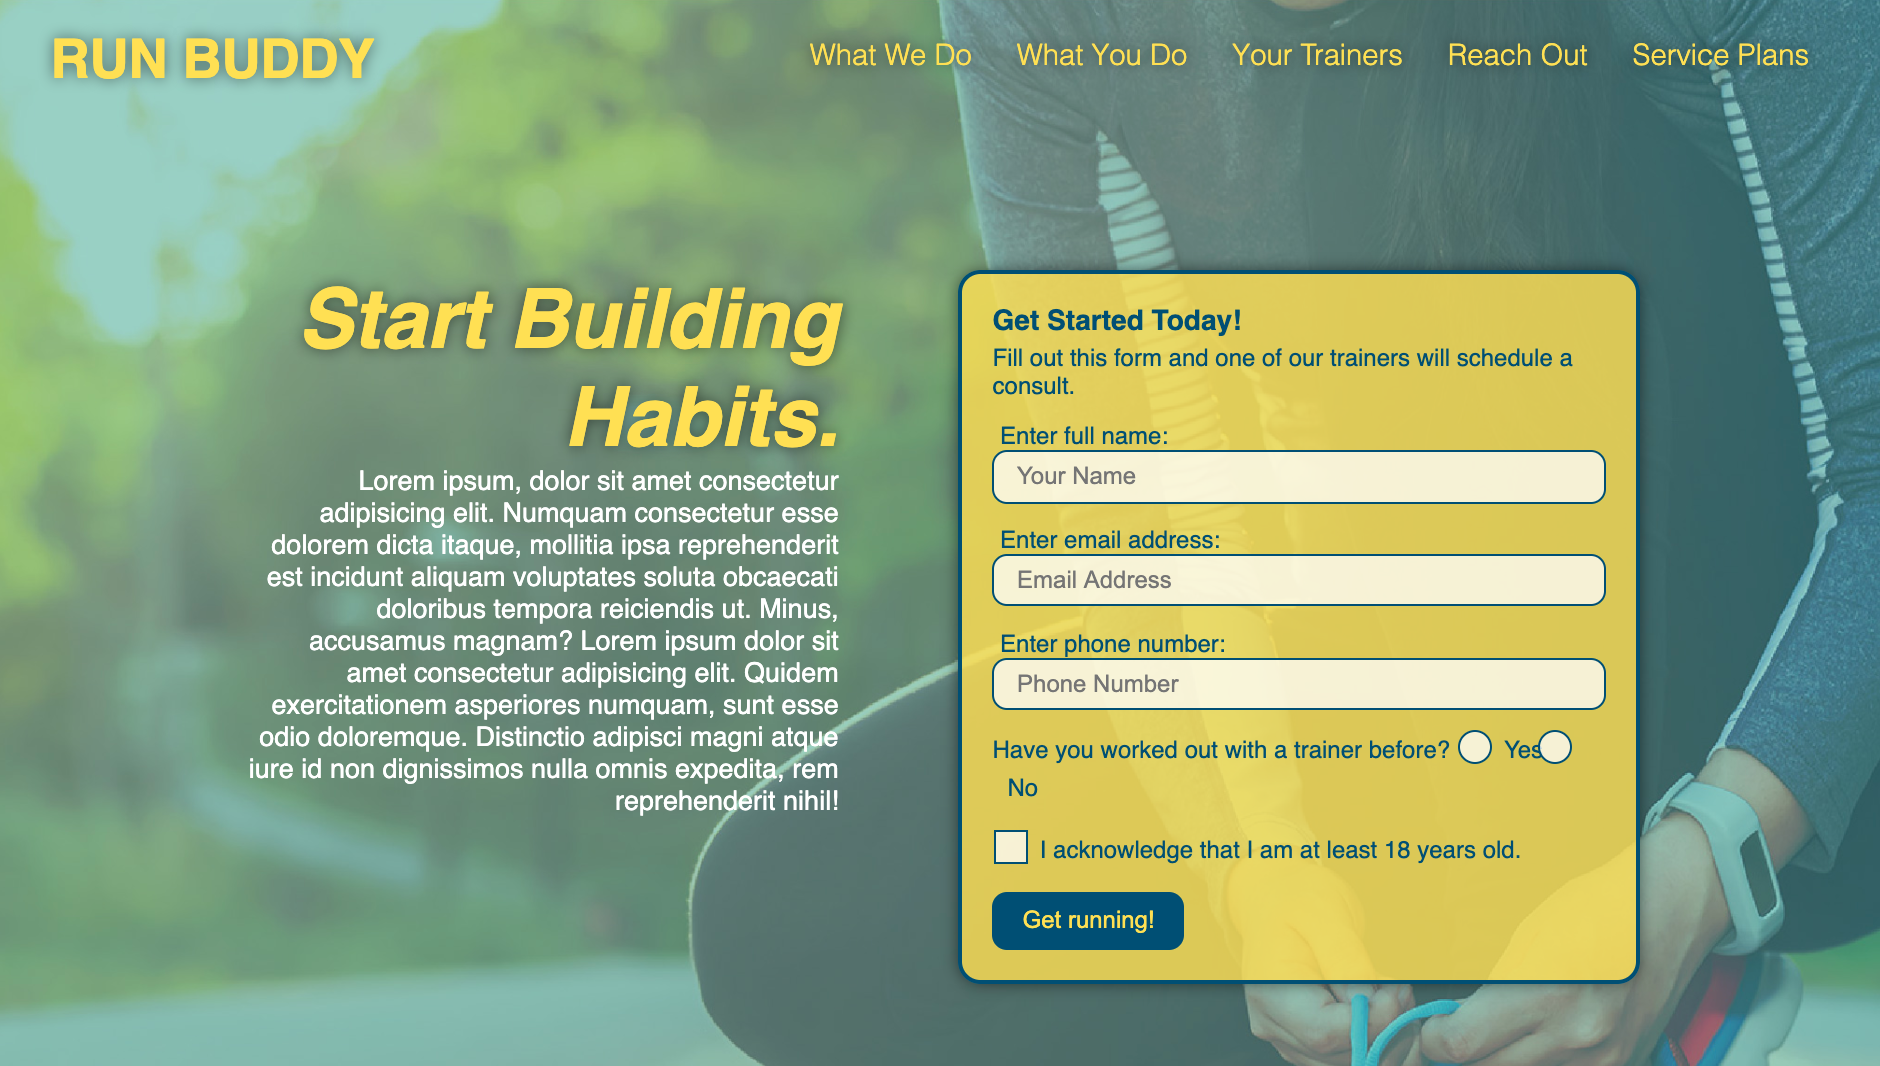 RUN BUDDY
What We Do What You Do Your Trainers Reach Out Service Plans
Start Building
Habits.
Lorem ipsum, dolor sit amet consectetur
adipisicing elit. Numquam consectetur esse
dolorem dicta itaque, mollitia ipsa reprehenderit
est incidunt aliquam voluptates soluta obcaecati
doloribus tempora reiciendis ut. Minus,
accusamus magnam? Lorem ipsum dolor sit
amet consectetur adipisicing elit. Quidem
exercitationem asperiores numquam, sunt esse
odio doloremque. Distinctio adipisci magni atque
iure id non dignissimos nulla omnis expedita, rem
reprehenderit nihil!
Get Started Today!
Fill out this form and one of our trainers will schedule a
consult.
Enter full name:
Your Name
Enter email address:
Email Address
Enter phone number:
Phone Number
Have you worked out with a trainer before? Yes
No
I acknowledge that I am at least 18 years old.
Get running!